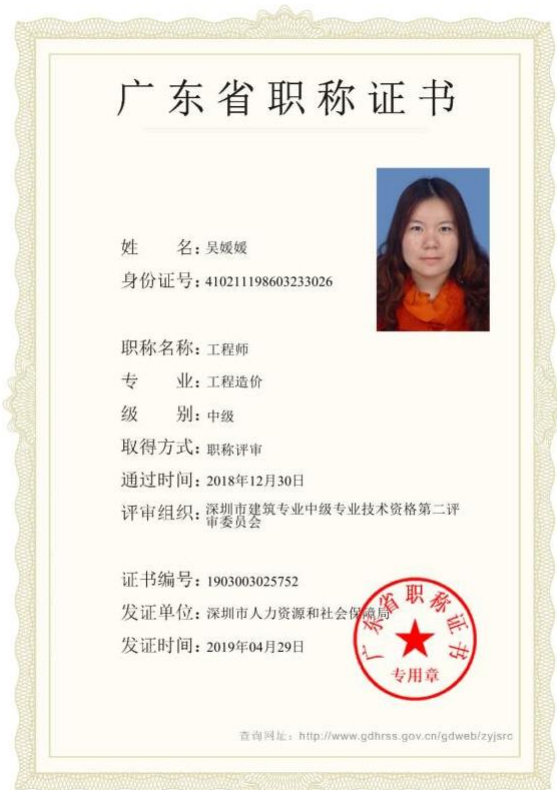 广东省职称证书
姓 名：吴媛媛
身份证号：410211198603233026
职称名称：工程师
专 业：工程造价
级 别：中级
取得方式：职称评审
通过时间：2018年12月30日
评审组织：深圳市建筑专业中级专业技术资格第二评
审委员会
证书编号：1903003025752
发证单位：深圳市人力资源和社会保障局
发证时间：2019年04月29日
广东省职称证书
专用章
查询网址：http://www.gdhrss.gov.cn/gdweb/zyjsrc